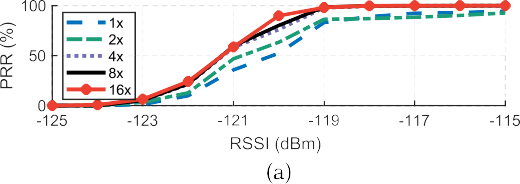 100
PRR (%)
50
0
1x
2x
4x
8x
16x
-125
-123
-121
-119
-117
-115
RSSI (dBm)
(a)